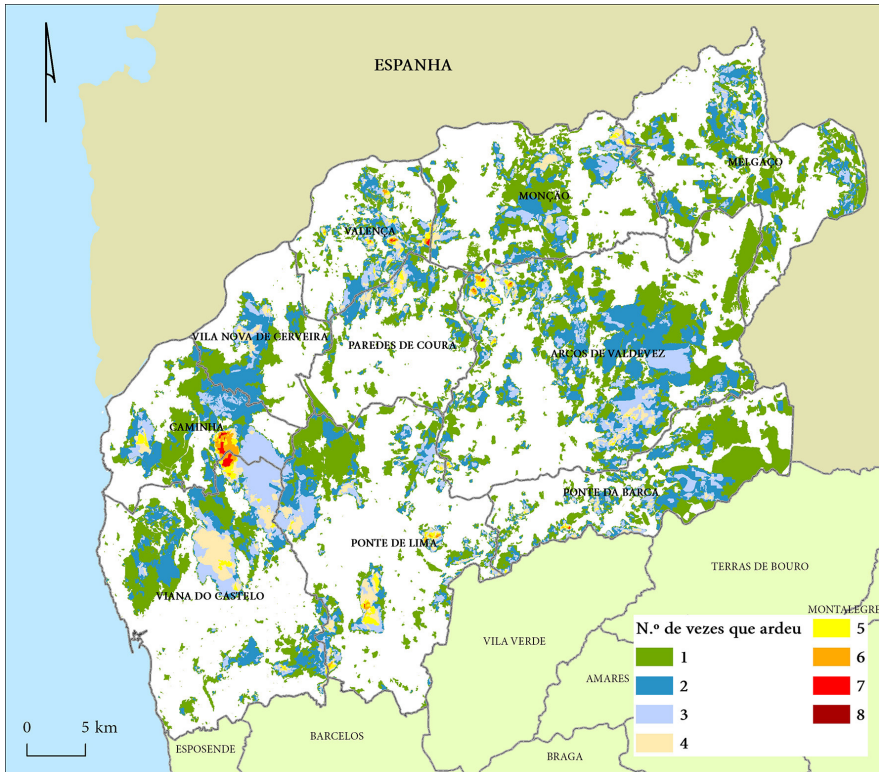 ESPANHA
MELGAÇO
MONÇÃO
VALENÇA
VILA NOVA DE CERVEIRA
PAREDES DE COURA
ARCOS DE VALDEVEZ
CAMINHA
PONTE DA BARCA
PONTE DE LIMA
TERRAS DE BOURO
VIANA DO CASTELO
MONTALEGRE
VILA VERDE
AMARES
BARCELOS
ESPOSENDE
BRAGA
N.º de vezes que ardeu
1
2
3
4
5
6
7
8
0 5 km